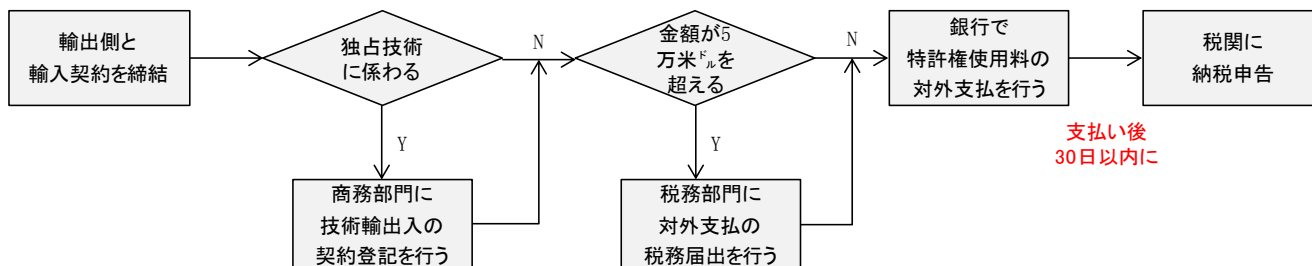 輸出側と
輸入契約を締結
独占技術
に係わる
N
Y
商務部門に
技術輸出入の
契約登記を行う
金額が5
万米㌦を
超える
N
Y
税務部門に
対外支払の
税務届出を行う
銀行で
特許権使用料の
対外支払を行う
支払い後
30日以内に
税関に
納税申告